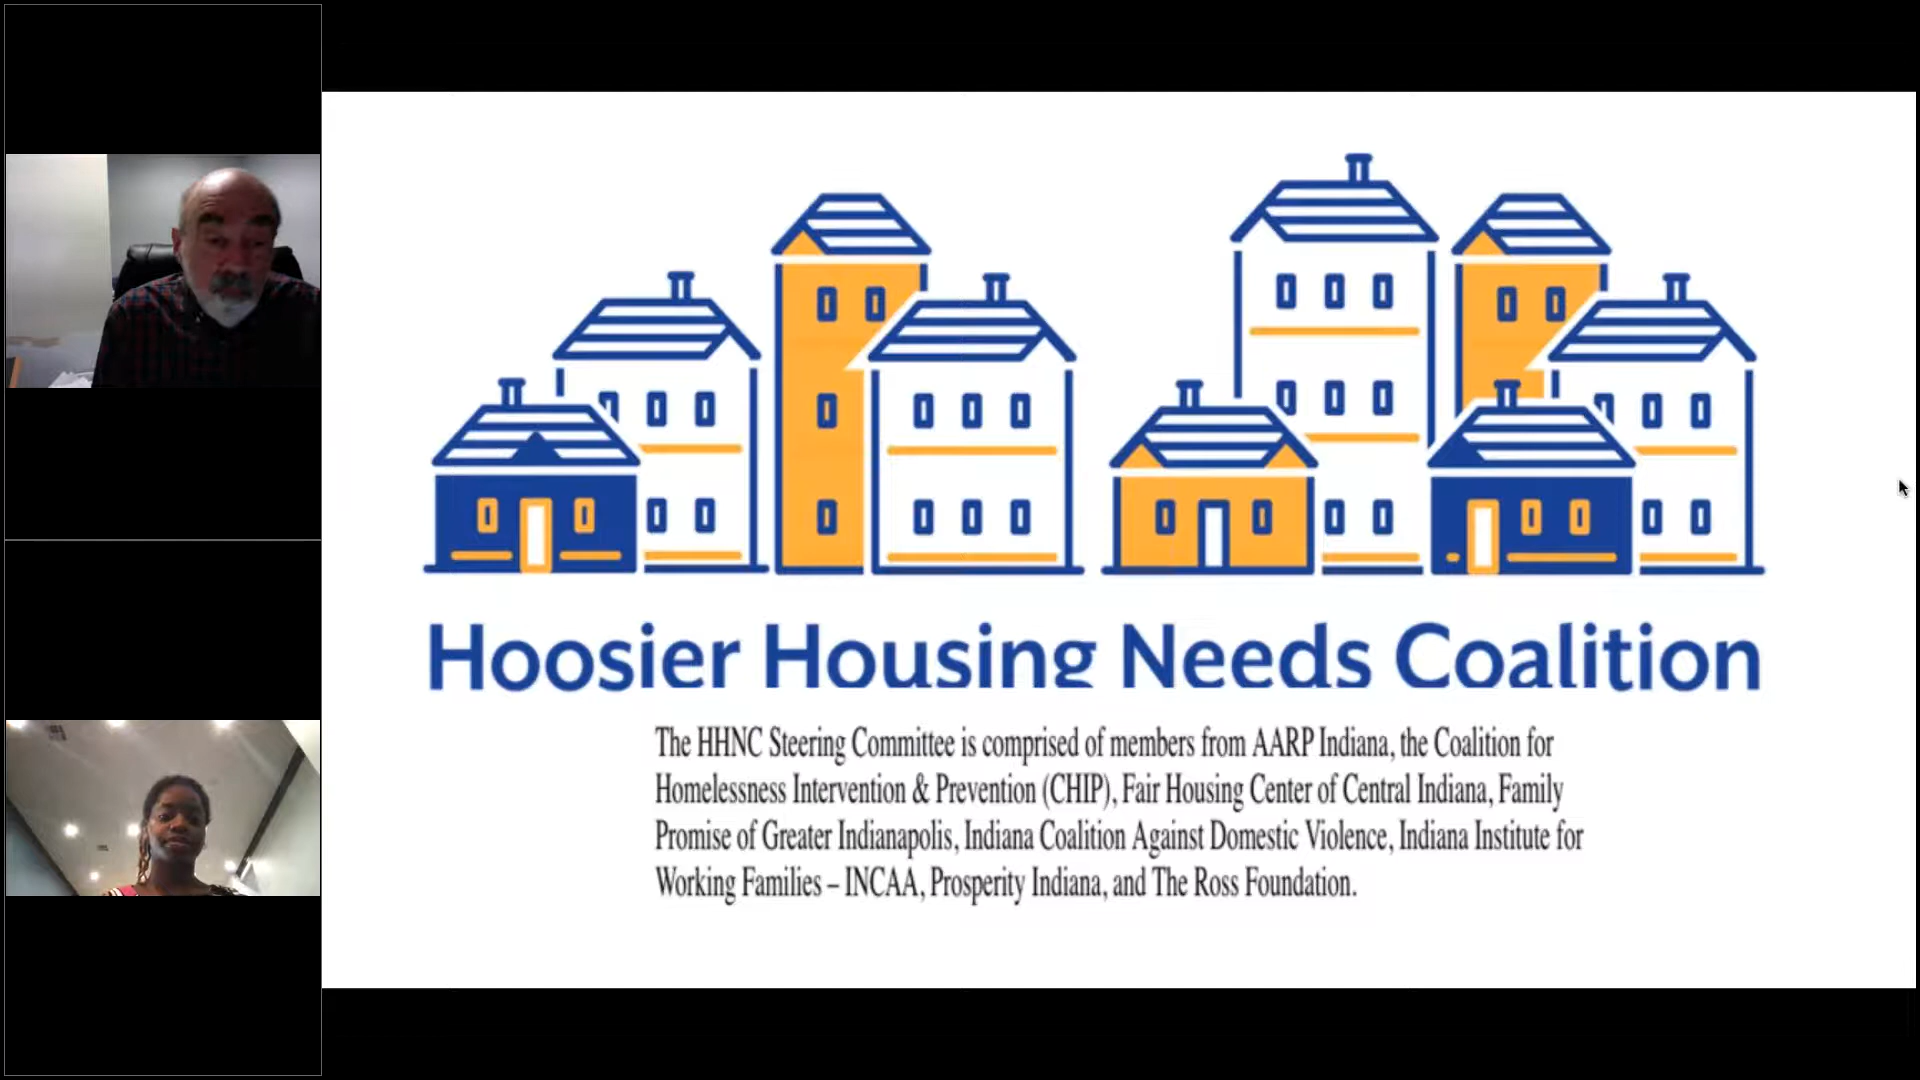 Hoosier Housing Needs Coalition
The HHNC Steering Committee is comprised of members from AARP Indiana, the Coalition for
Homelessness Intervention & Prevention (CHIP), Fair Housing Center of Central Indiana, Family
Promise of Greater Indianapolis, Indiana Coalition Against Domestic Violence, Indiana Institute for
Working Families – INCAA, Prosperity Indiana, and The Ross Foundation.